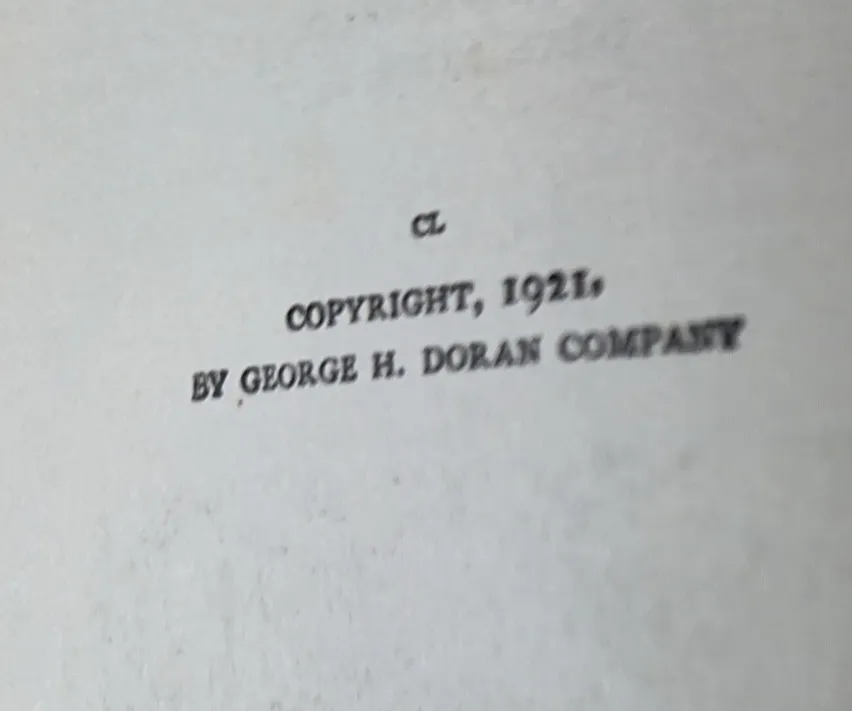 CL
COPYRIGHT, 1921,
BY GEORGE H. DORAN COMPANY